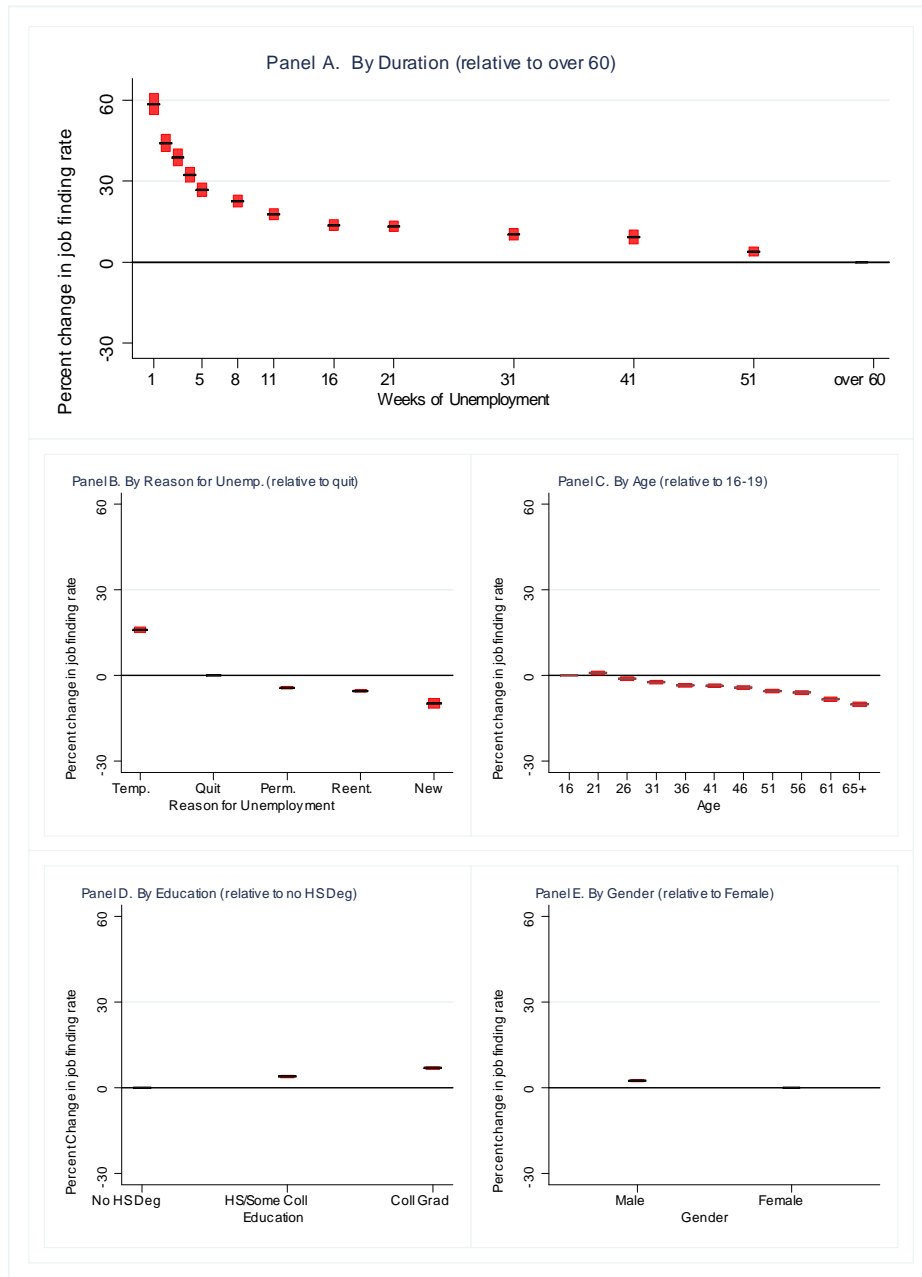 Panel A.  By Duration (relative to over 60)
Percent change in job finding rate
60
30
0
-30
1 5 8 11 16 21 31 41 51 over 60
Weeks of Unemployment
Panel B. By Reason for Unemp. (relative to quit)
Percent change in job finding rate
60
30
0
-30
Temp. Quit Perm. Reent. New
Reason for Unemployment
Panel C. By Age (relative to 16-19)
Percent change in job finding rate
60
30
0
-30
16 21 26 31 36 41 46 51 56 61 65+
Age
Panel D. By Education (relative to no HS Deg)
Percent Change in job finding rate
60
30
0
-30
No HS Deg HS/Some Coll Coll Grad
Education
Panel E. By Gender (relative to Female)
Percent change in job finding rate
60
30
0
-30
Male Female
Gender